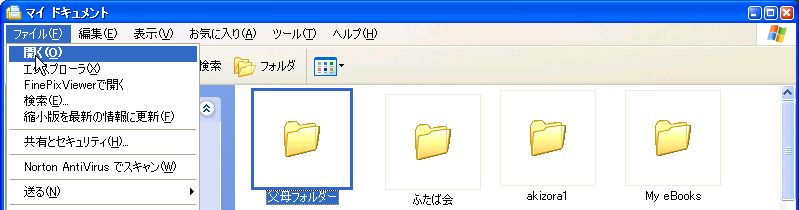 マイ ドキュメント
ファイル(F) 編集(E) 表示(V) お気に入り(A) ツール(T) ヘルプ(H)
開く(O)
エクスプローラ(X)
FinePixViewerで開く
検索(E)...
縮小版を最新の情報に更新(F)
共有とセキュリティ(H)...
Norton AntiVirus でスキャン(W)
送る(N)
検索 フォルダ
父母フォルダー ふたば会 akizora1 My eBooks